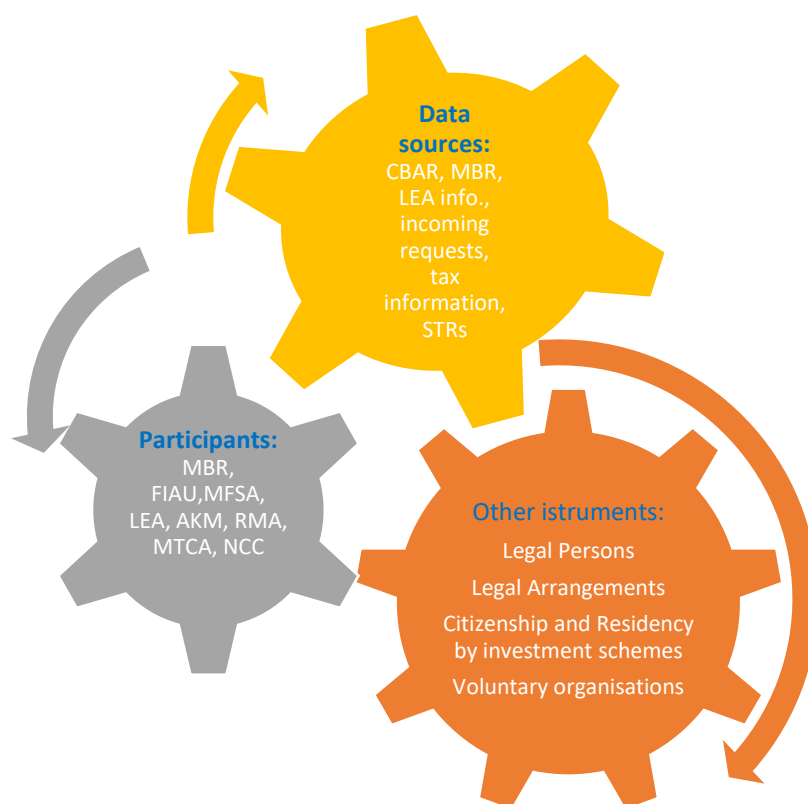 Data
sources:
CBAR, MBR,
LEA info.,
incoming
requests,
tax
information,
STRs
Participants:
MBR,
FIAU,MFSA,
LEA, AKM, RMA,
MTCA, NCC
Other istruments:
Legal Persons
Legal Arrangements
Citizenship and Residency
by investment schemes
Voluntary organisations